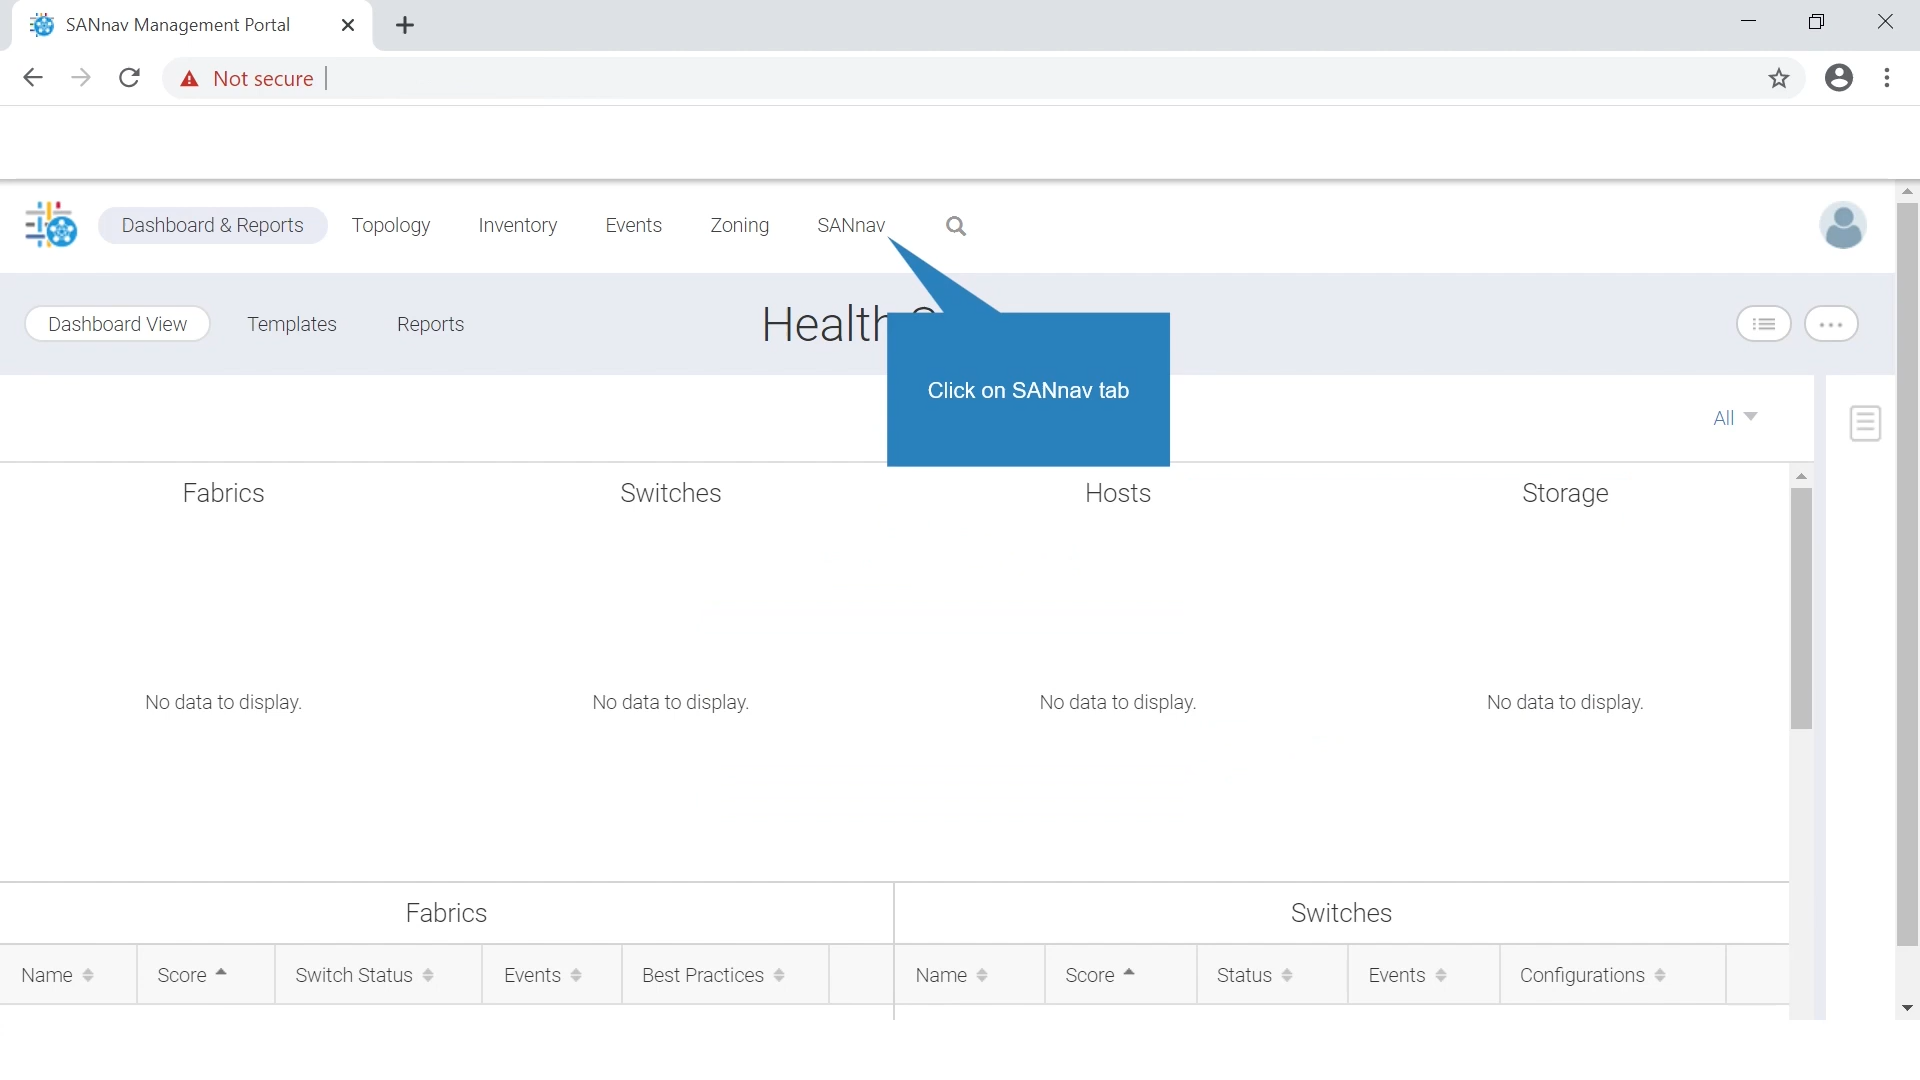 SANnav Management Portal
Not secure
Dashboard & Reports Topology Inventory Events Zoning SANnav
Dashboard View Templates Reports Health
Click on SANnav tab
All
Fabrics Switches Hosts Storage
No data to display. No data to display. No data to display. No data to display.
Fabrics Switches
Name Score Switch Status Events Best Practices Name Score Status Events Configurations